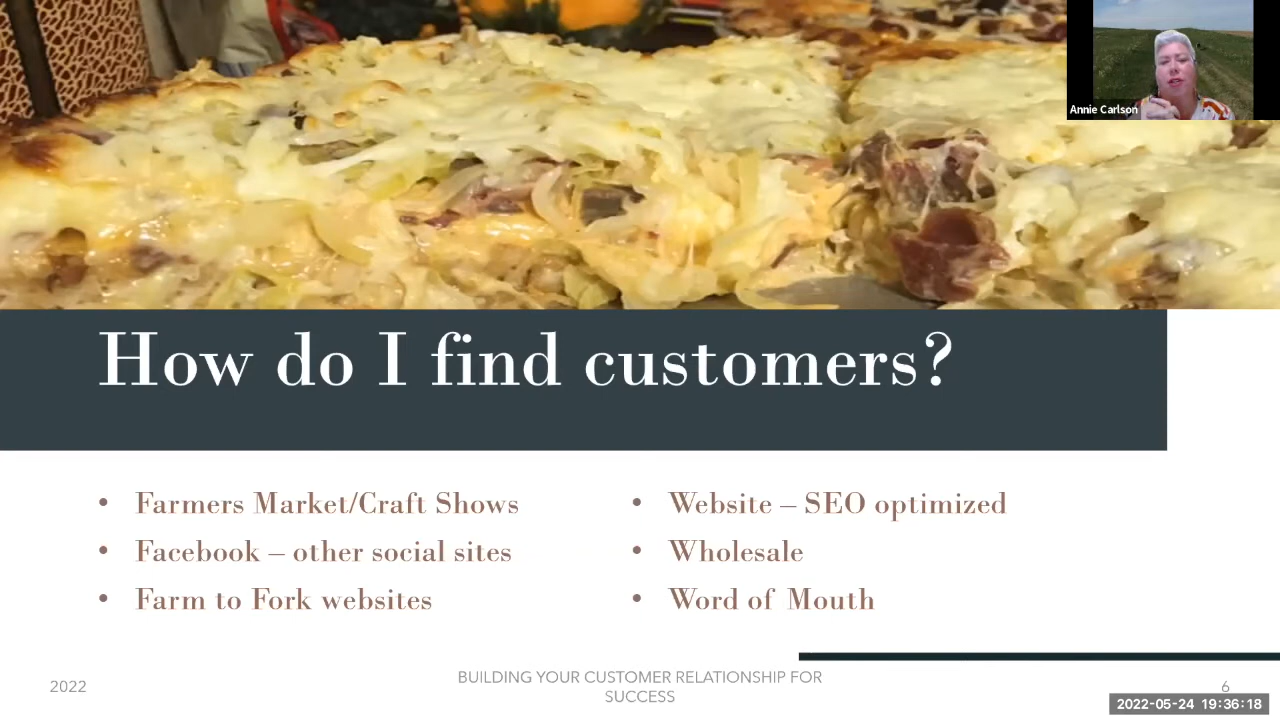 Annie Carlson
How do I find customers?
• Farmers Market/Craft Shows
• Facebook – other social sites
• Farm to Fork websites
• Website – SEO optimized
• Wholesale
• Word of Mouth
2022
BUILDING YOUR CUSTOMER RELATIONSHIP FOR
SUCCESS
6
2022-05-24 19:36:18